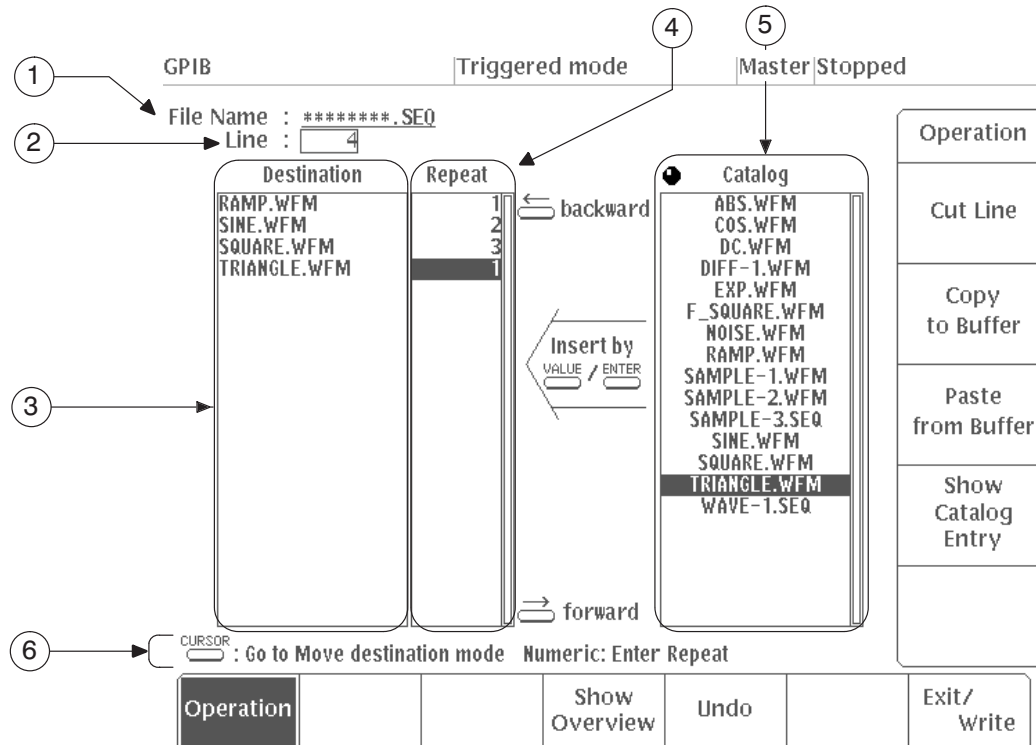 4
5
1
GPIB
Triggered mode
Master
Stopped
File Name : ********.SEQ
2
Line : 4
Operation
Destination
Repeat
Catalog
RAMP.WFM 1
SINE.WFM 2
SQUARE.WFM 3
TRIANGLE.WFM 1
backward
ABS.WFM
COS.WFM
DC.WFM
DIFF-1.WFM
EXP.WFM
F_SQUARE.WFM
NOISE.WFM
RAMP.WFM
SAMPLE-1.WFM
SAMPLE-2.WFM
SAMPLE-3.SEQ
SINE.WFM
SQUARE.WFM
TRIANGLE.WFM
WAVE-1.SEQ
Cut Line
Copy
to Buffer
Insert by
VALUE / ENTER
3
Paste
from Buffer
Show
Catalog
Entry
forward
6
CURSOR
: Go to Move destination mode Numeric: Enter Repeat
Operation
Show
Overview
Undo
Exit/
Write